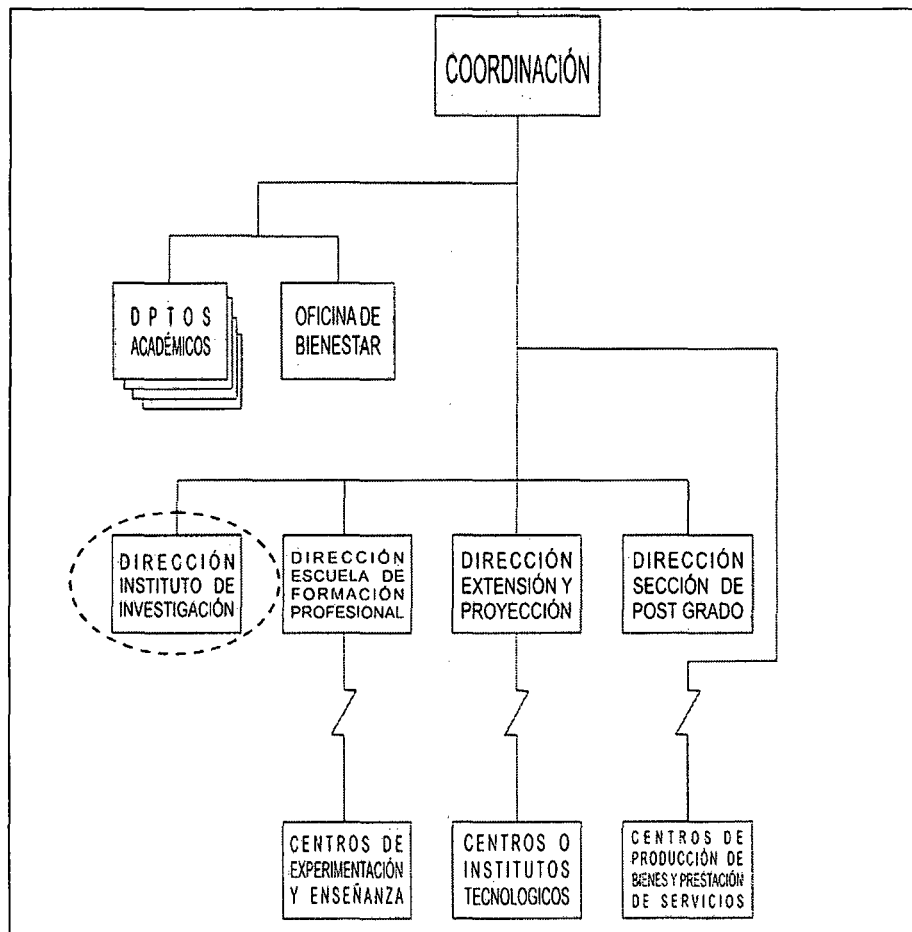 COORDINACIÓN
DPTOS
ACADÉMICOS
OFICINA DE
BIENESTAR
DIRECCIÓN
INSTITUTO DE
INVESTIGACIÓN
DIRECCIÓN
ESCUELA DE
FORMACIÓN
PROFESIONAL
DIRECCIÓN
EXTENSIÓN Y
PROYECCIÓN
DIRECCIÓN
SECCIÓN DE
POST GRADO
CENTROS DE
EXPERIMENTACIÓN
Y ENSEÑANZA
CENTROS O
INSTITUTOS
TECNOLOGICOS
CENTROS DE
PRODUCCIÓN DE
BIENES Y PRESTACIÓN
DE SERVICIOS